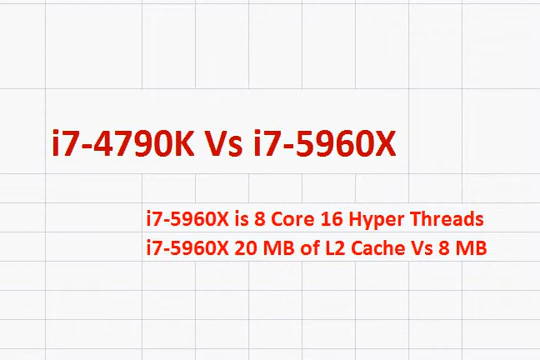 i7-4790K Vs i7-5960X
i7-5960X is 8 Core 16 Hyper Threads
i7-5960X 20 MB of L2 Cache Vs 8 MB